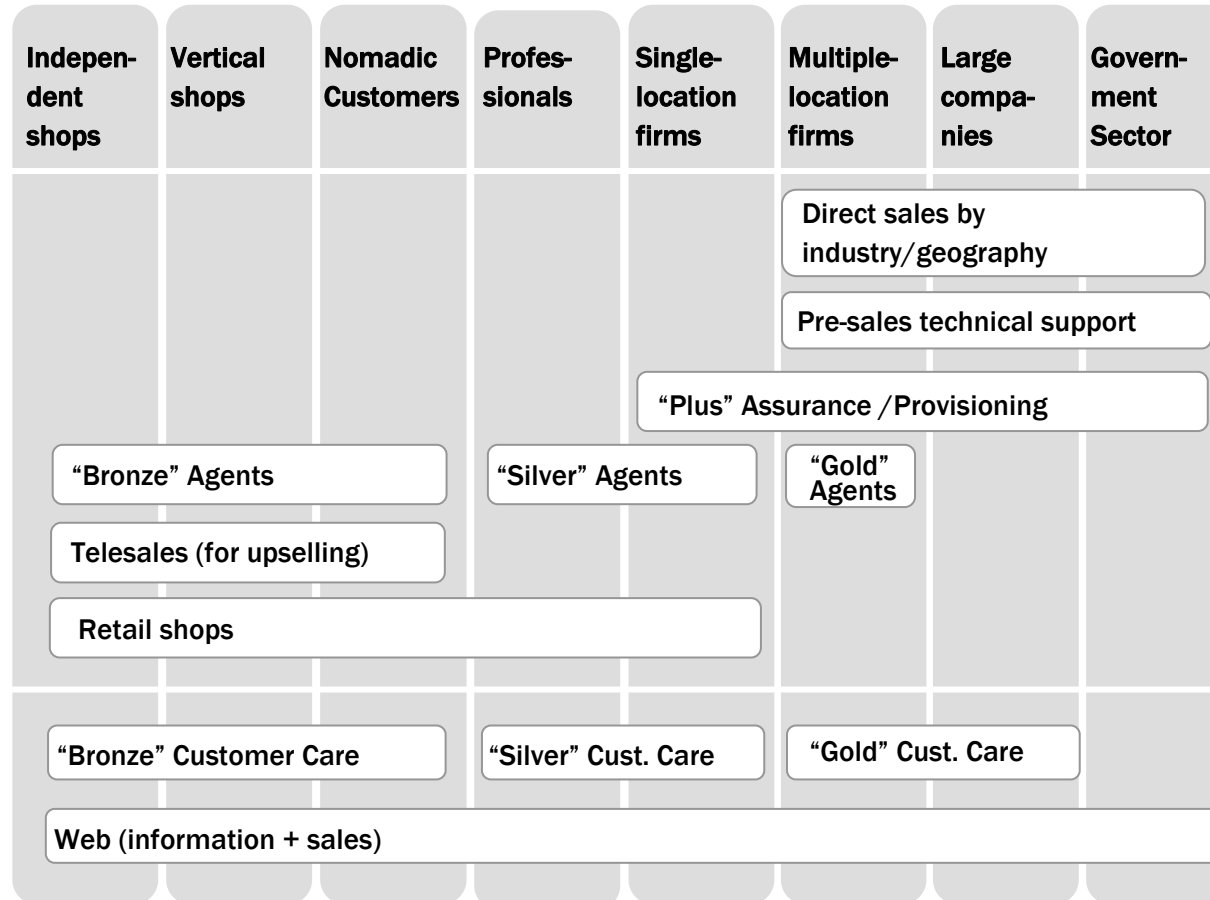 Indepen-
dent
shops
Vertical
shops
Nomadic
Customers
Profes-
sionals
Single-
location
firms
Multiple-
location
firms
Large
compa-
nies
Govern-
ment
Sector
Direct sales by
industry/geography
Pre-sales technical support
“Plus” Assurance /Provisioning
“Bronze” Agents
“Silver” Agents
“Gold”
Agents
Telesales (for upselling)
Retail shops
“Bronze” Customer Care
“Silver” Cust. Care
“Gold” Cust. Care
Web (information + sales)